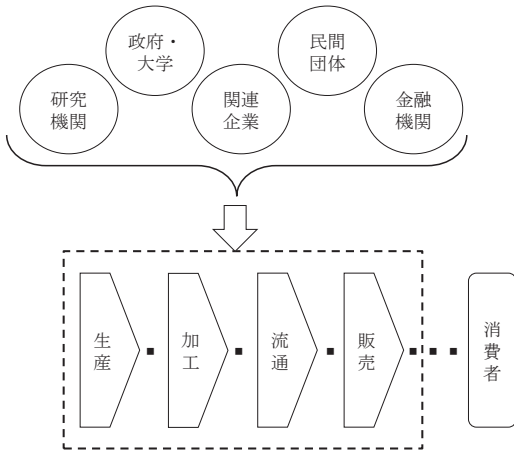 政府・
大学
民間
団体
研究
機関
関連
企業
金融
機関
生産
加工
流通
販売
消費者